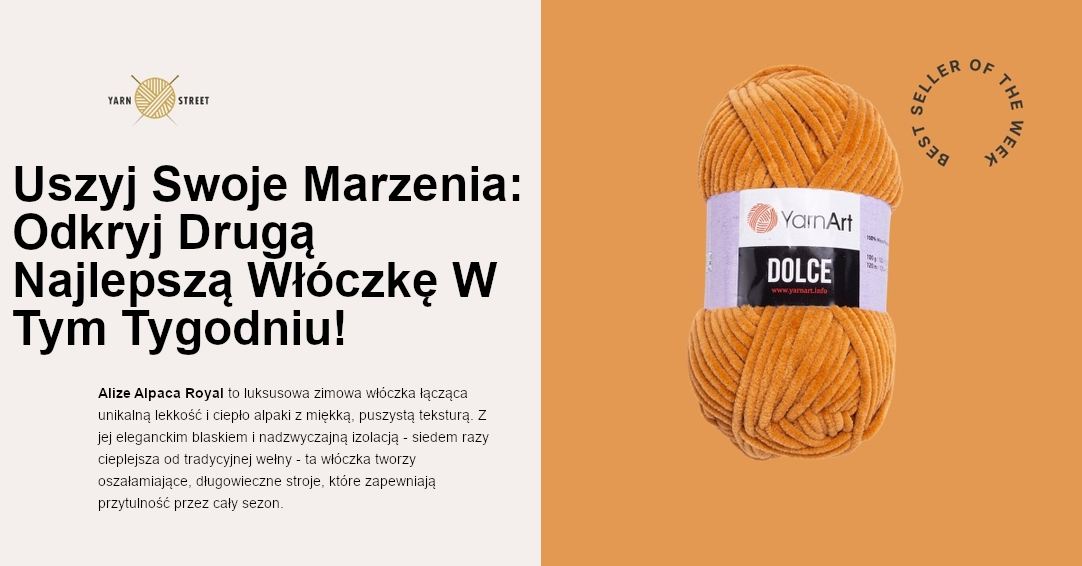 YARN STREET
Uszyj Swoje Marzenia:
Odkryj Drugą
Najlepszą Włóczkę W
Tym Tygodniu!
Alize Alpaca Royal to luksusowa zimowa włóczka łącząca
unikalną lekkość i ciepło alpaki z miękką, puszystą teksturą. Z
jej eleganckim blaskiem i nadzwyczajną izolacją - siedem razy
cieplejsza od tradycyjnej wełny - ta włóczka tworzy
oszałamiające, długowieczne stroje, które zapewniają
przytulność przez cały sezon.
BEST SELLER OF THE WEEK
YarnArt
DOLCE
www.yarnart.info
100%
100 g
120 m